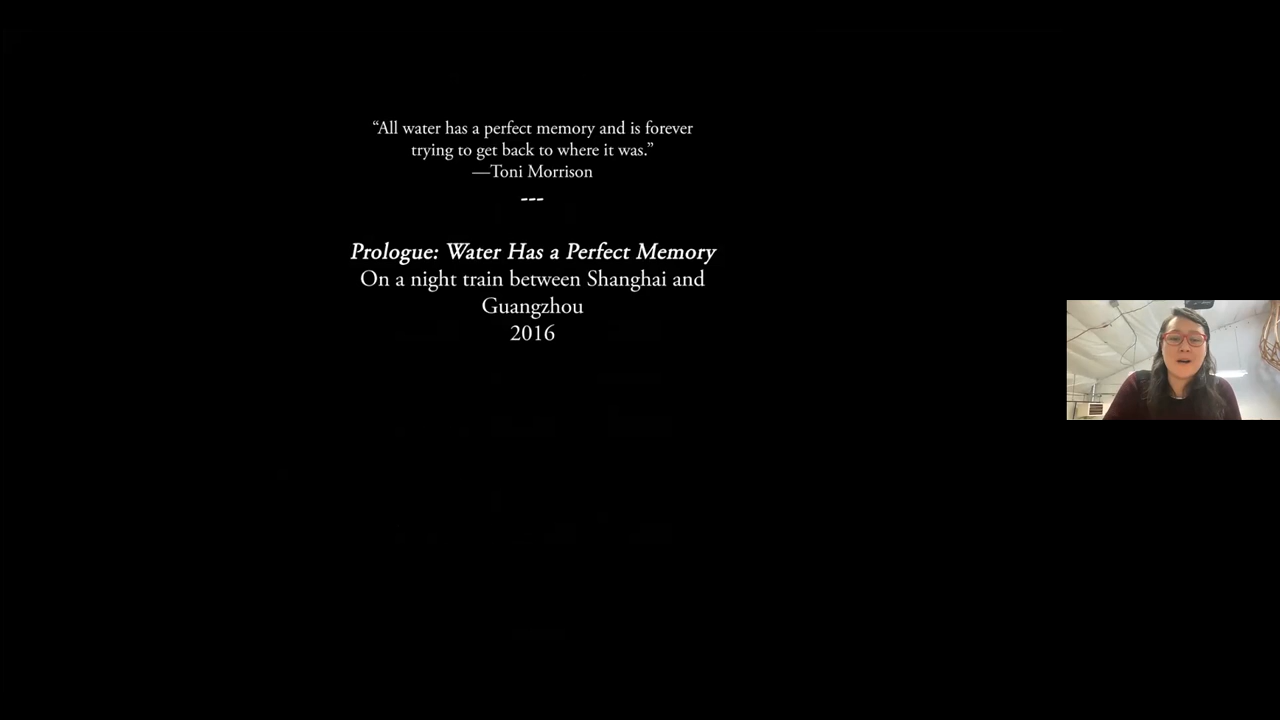 “All water has a perfect memory and is forever
trying to get back to where it was.”
—Toni Morrison
---
Prologue: Water Has a Perfect Memory
On a night train between Shanghai and
Guangzhou
2016